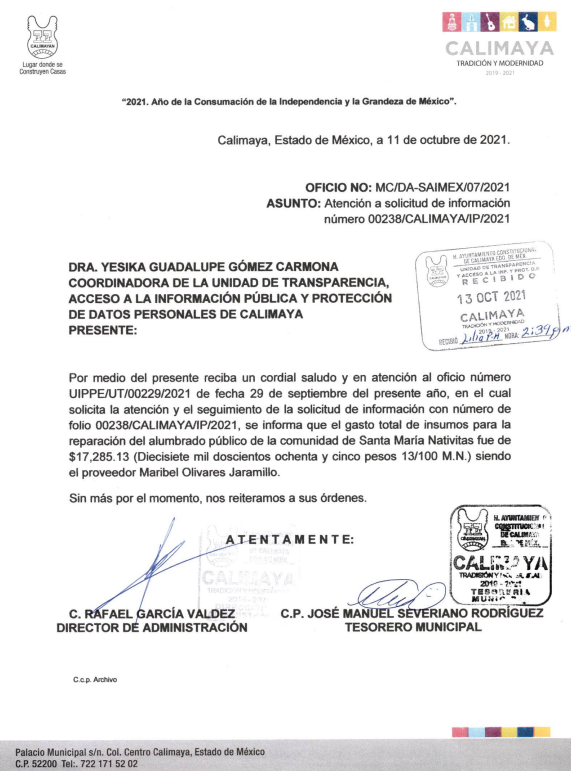 CALIMAYAN
Lugar donde se
Construyen Casas
CALIMAYA
TRADICIÓN Y MODERNIDAD
2019 - 2021
“2021. Año de la Consumación de la Independencia y la Grandeza de México”.
Calimaya, Estado de México, a 11 de octubre de 2021.
OFICIO NO: MC/DA-SAIMEX/07/2021
ASUNTO: Atención a solicitud de información
número 00238/CALIMAYA/IP/2021
DRA. YESIKA GUADALUPE GÓMEZ CARMONA
COORDINADORA DE LA UNIDAD DE TRANSPARENCIA,
ACCESO A LA INFORMACIÓN PÚBLICA Y PROTECCIÓN
DE DATOS PERSONALES DE CALIMAYA
PRESENTE:
H. AYUNTAMIENTO CONSTITUCIONAL
DE CALIMAYA EDO. DE MEX
UNIDAD DE TRANSPARENCIA
Y ACCESO A LA INF. Y PROT. D.P
RECIBIDO
13 OCT 2021
CALIMAYA
TRADICIÓN Y MODERNIDAD
2019 - 2021
RECIBIÓ Lilia P.A HORA: 2:39pm
Por medio del presente reciba un cordial saludo y en atención al oficio número
UIPPE/UT/00229/2021 de fecha 29 de septiembre del presente año, en el cual
solicita la atención y el seguimiento de la solicitud de información con número de
folio 00238/CALIMAYA/IP/2021, se informa que el gasto total de insumos para la
reparación del alumbrado público de la comunidad de Santa María Nativitas fue de
$17,285.13 (Diecisiete mil doscientos ochenta y cinco pesos 13/100 M.N.) siendo
el proveedor Maribel Olivares Jaramillo.
Sin más por el momento, nos reiteramos a sus órdenes.
ATENTAMENTE:
H. AYUNTAMIEN
CONSTITUCIONAL
DE CALIMAYA
CALIMAYA
TRADICIÓN Y
2019 - 2021
TESORERIA
CALIMAYA
C. RAFAEL GARCÍA VALDEZ
DIRECTOR DE ADMINISTRACIÓN
C.P. JOSÉ MANUEL SEVERIANO RODRÍGUEZ
TESORERO MUNICIPAL
C.c.p. Archivo
Palacio Municipal s/n. Col. Centro Calimaya, Estado de México
C.P. 52200 Tel:. 722 171 52 02